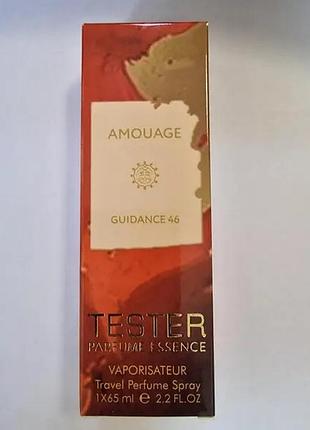 AMOUAGE
GUIDANCE 46
TESTER
PARFUME ESSENCE
VAPORISATEUR
Travel Perfume Spray
1X65 ml ℮ 2,2 FL.OZ